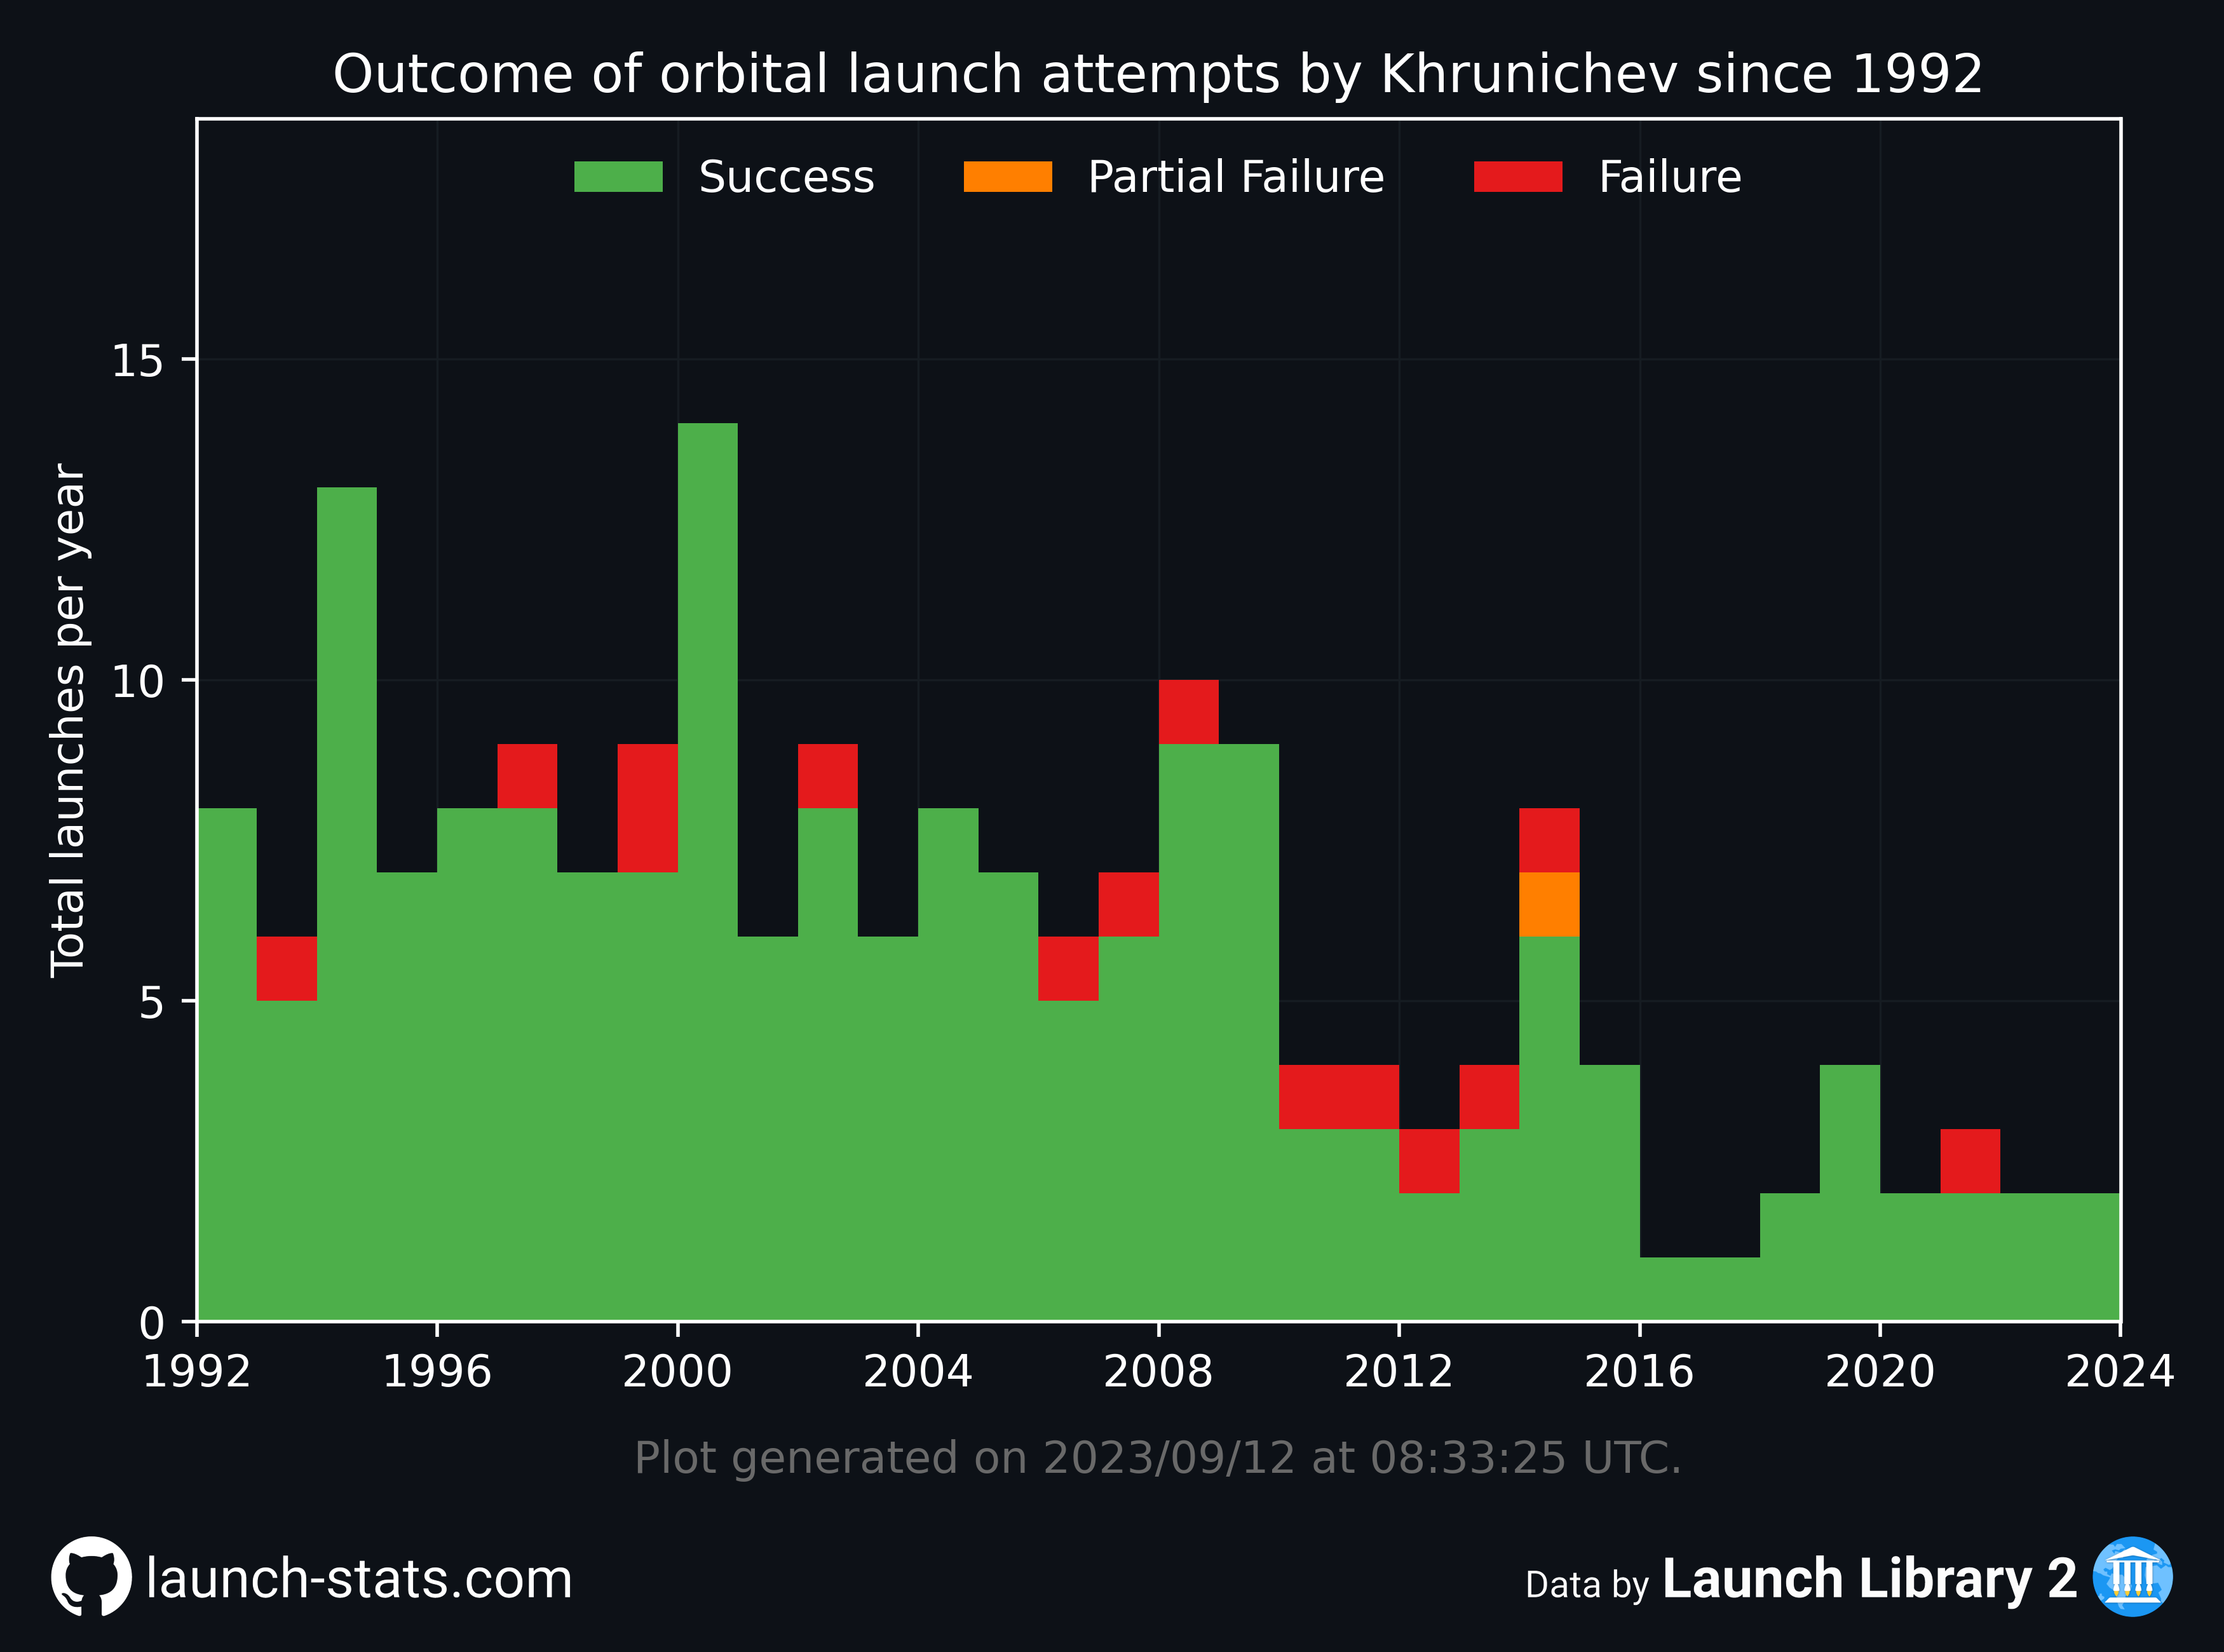 Outcome of orbital launch attempts by Khrunichev since 1992
Success Partial Failure Failure
Total launches per year
15
10
5
0
1992 1996 2000 2004 2008 2012 2016 2020 2024
Plot generated on 2023/09/12 at 08:33:25 UTC.
launch-stats.com
Data by Launch Library 2